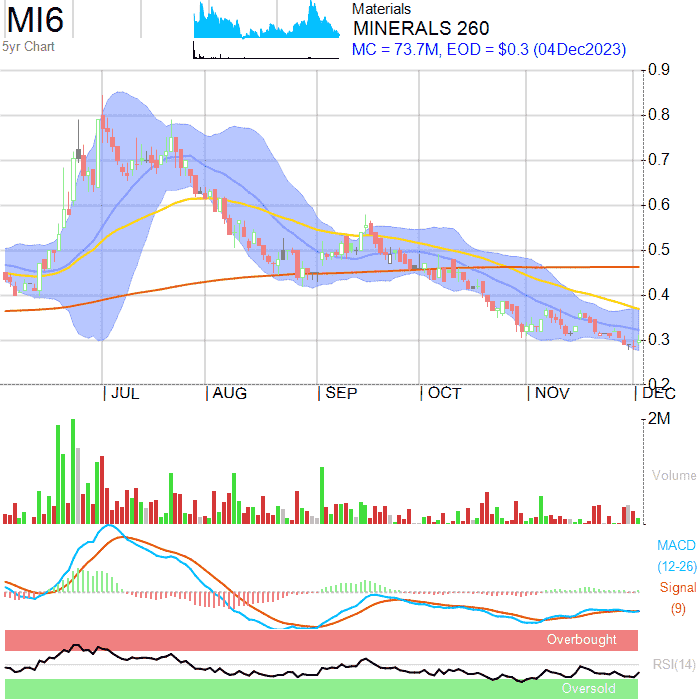 MI6
5yr Chart
Materials
MINERALS 260
MC = 73.7M, EOD = $0.3 (04Dec2023)
0.9
0.8
0.7
0.6
0.5
0.4
0.3
0.2
JUL AUG SEP OCT NOV DEC
2M
Volume
MACD
(12-26)
Signal
(9)
Overbought
RSI(14)
Oversold